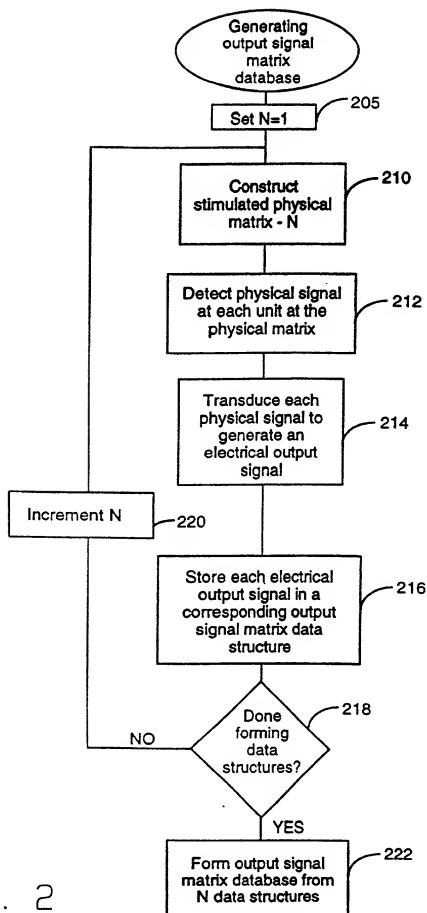 Generating
output signal
matrix
database
205
Set N=1
210
Construct
stimulated physical
matrix - N
Detect physical signal
at each unit at the
physical matrix
212
Transduce each
physical signal to
generate an
electrical output
signal
214
Increment N
220
Store each electrical
output signal in a
corresponding output
signal matrix data
structure
216
Done
forming
data
structures?
218
NO
YES
Form output signal
matrix database from
N data structures
222
. 2